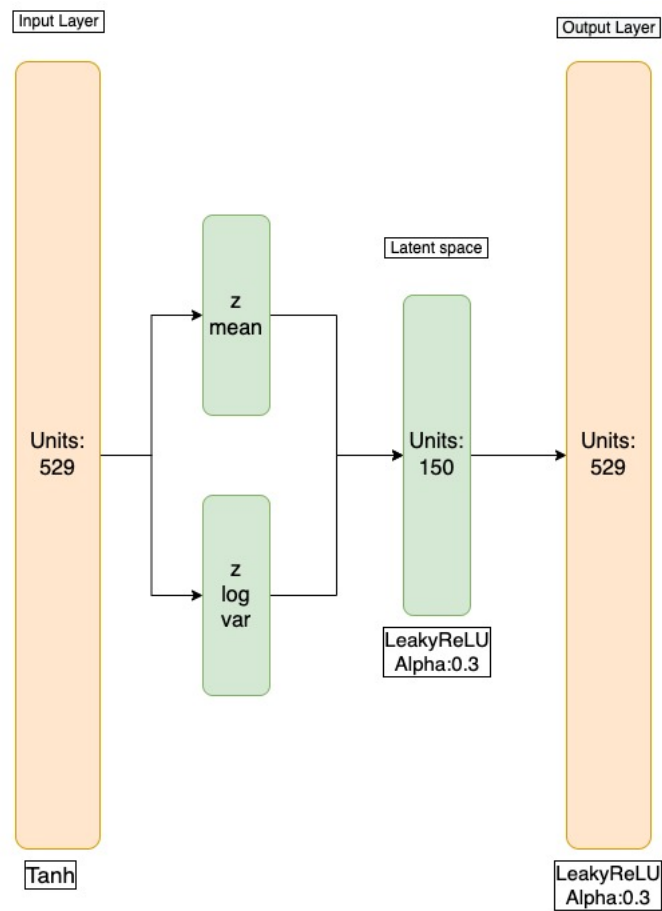 Input Layer
Output Layer
z
mean
Latent space
Units:
529
Units:
150
Units:
529
z
log
var
LeakyReLU
Alpha:0.3
Tanh
LeakyReLU
Alpha:0.3